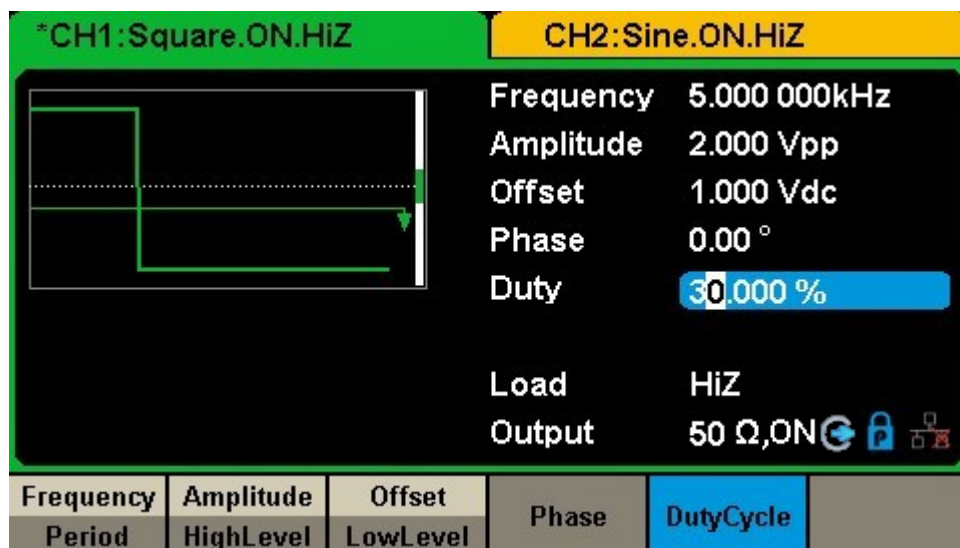 *CH1:Square.ON.HiZ CH2:Sine.ON.HiZ
Frequency 5.000 000kHz
Amplitude 2.000 Vpp
Offset 1.000 Vdc
Phase 0.00 °
Duty 30.000 %
Load HiZ
Output 50 Ω,ON P
Frequency Amplitude Offset Phase DutyCycle
Period HighLevel LowLevel